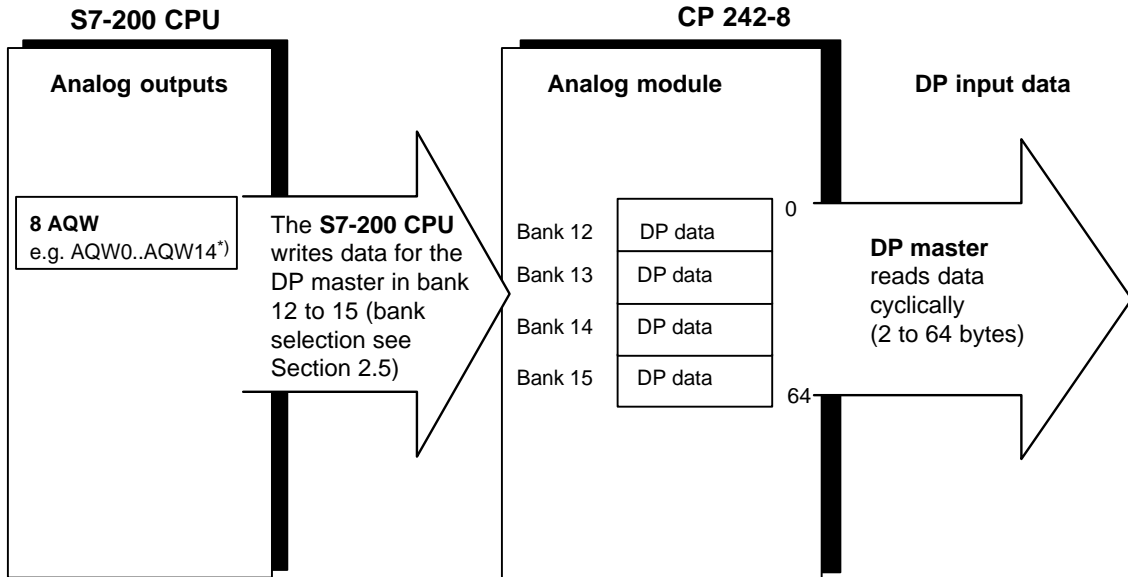 S7-200 CPU
CP 242-8
Analog outputs
Analog module
DP input data
8 AQW
e.g. AQW0..AQW14*)
The S7-200 CPU
writes data for the
DP master in bank
12 to 15 (bank
selection see
Section 2.5)
0
Bank 12 DP data
Bank 13 DP data
Bank 14 DP data
Bank 15 DP data
64
DP master
reads data
cyclically
(2 to 64 bytes)